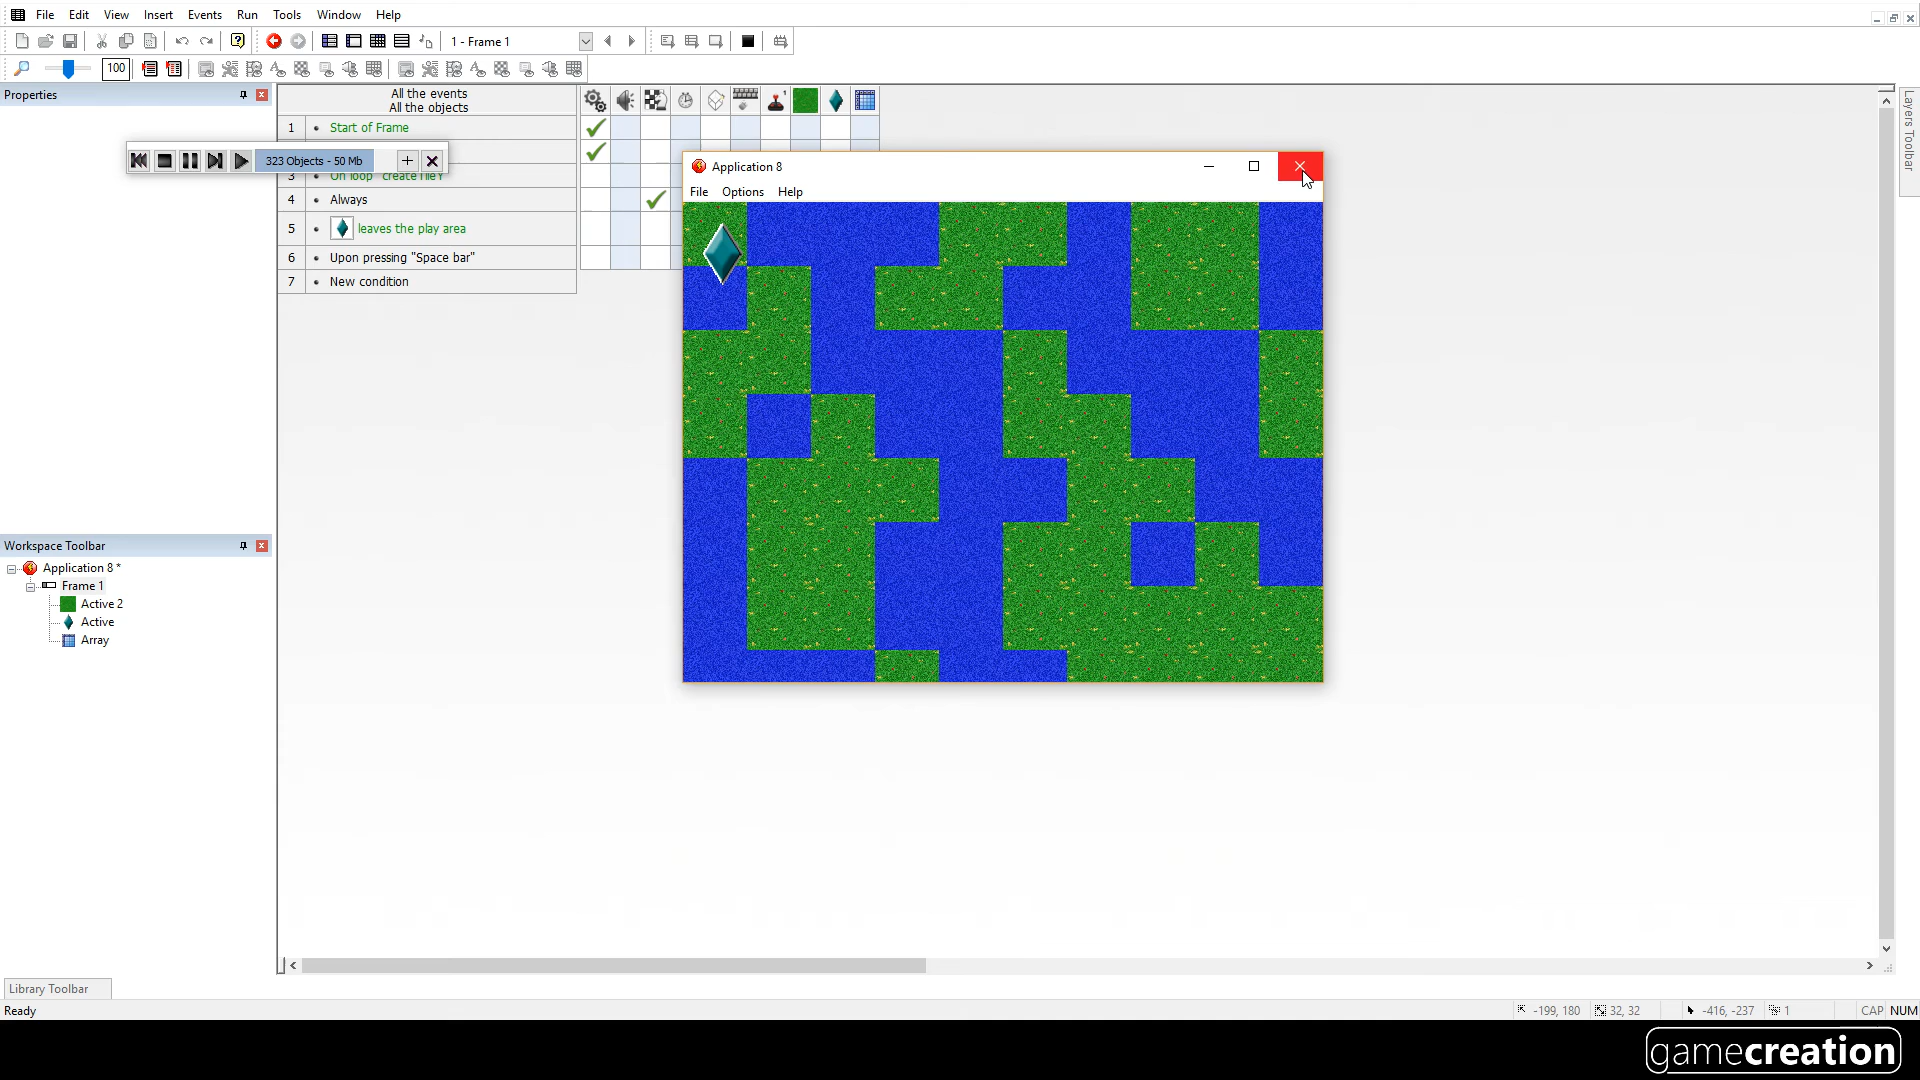 File Edit View Insert Events Run Tools Window Help
1 - Frame 1
100
Properties
All the events
All the objects
1 • Start of Frame
323 Objects - 50 Mb
3 • On loop "createTileY"
4 • Always
5 • leaves the play area
6 • Upon pressing "Space bar"
7 • New condition
Application 8
File Options Help
Layers Toolbar
Workspace Toolbar
Application 8 *
Frame 1
Active 2
Active
Array
Library Toolbar
Ready
-199, 180 32, 32 -416, -237 1 CAP NUM
gamecreation